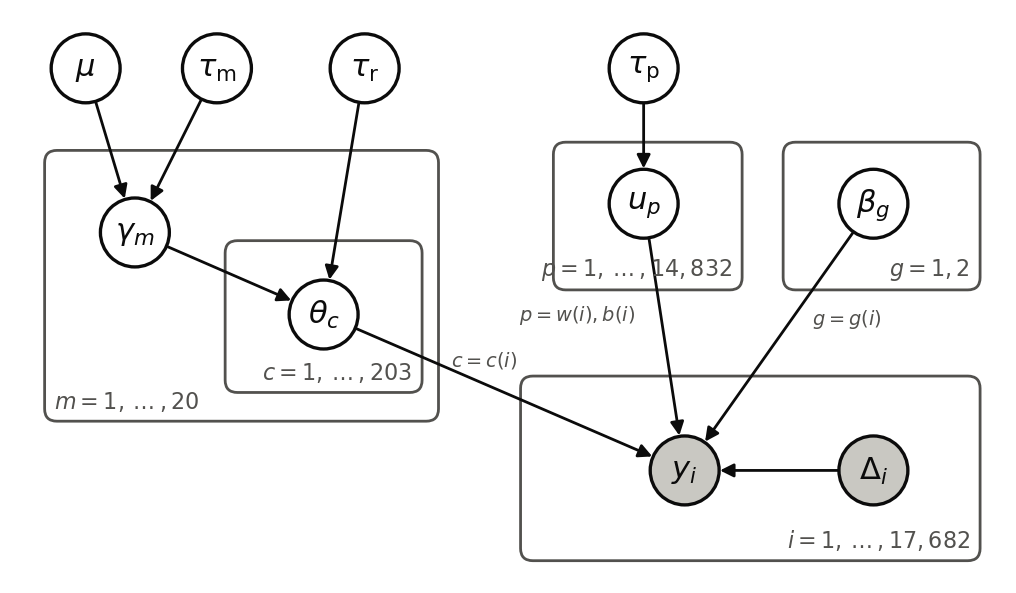 μ
τm
τr
τp
γm
up
βg
p = 1, … , 14, 832
g = 1, 2
θc
p = w(i), b(i)
g = g(i)
c = c(i)
c = 1, … , 203
m = 1, … , 20
yi
Δi
i = 1, … , 17, 682